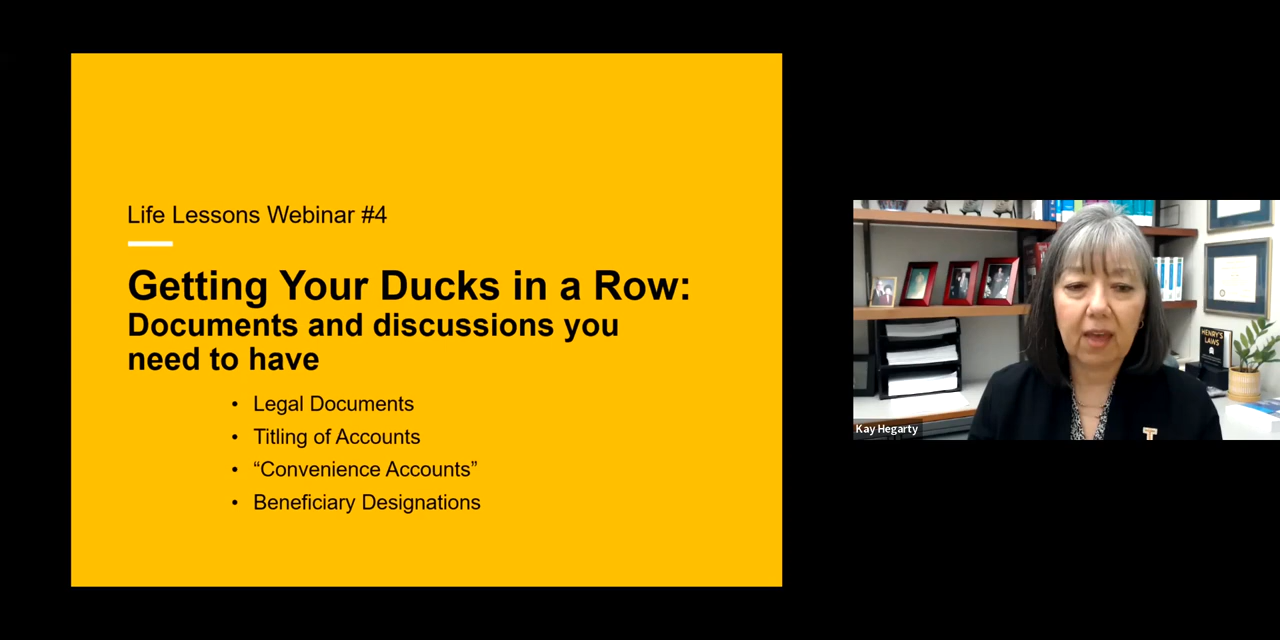 Life Lessons Webinar #4
Getting Your Ducks in a Row:
Documents and discussions you
need to have
• Legal Documents
• Titling of Accounts
• “Convenience Accounts”
• Beneficiary Designations
HENRY'S
LAWS
Kay Hegarty